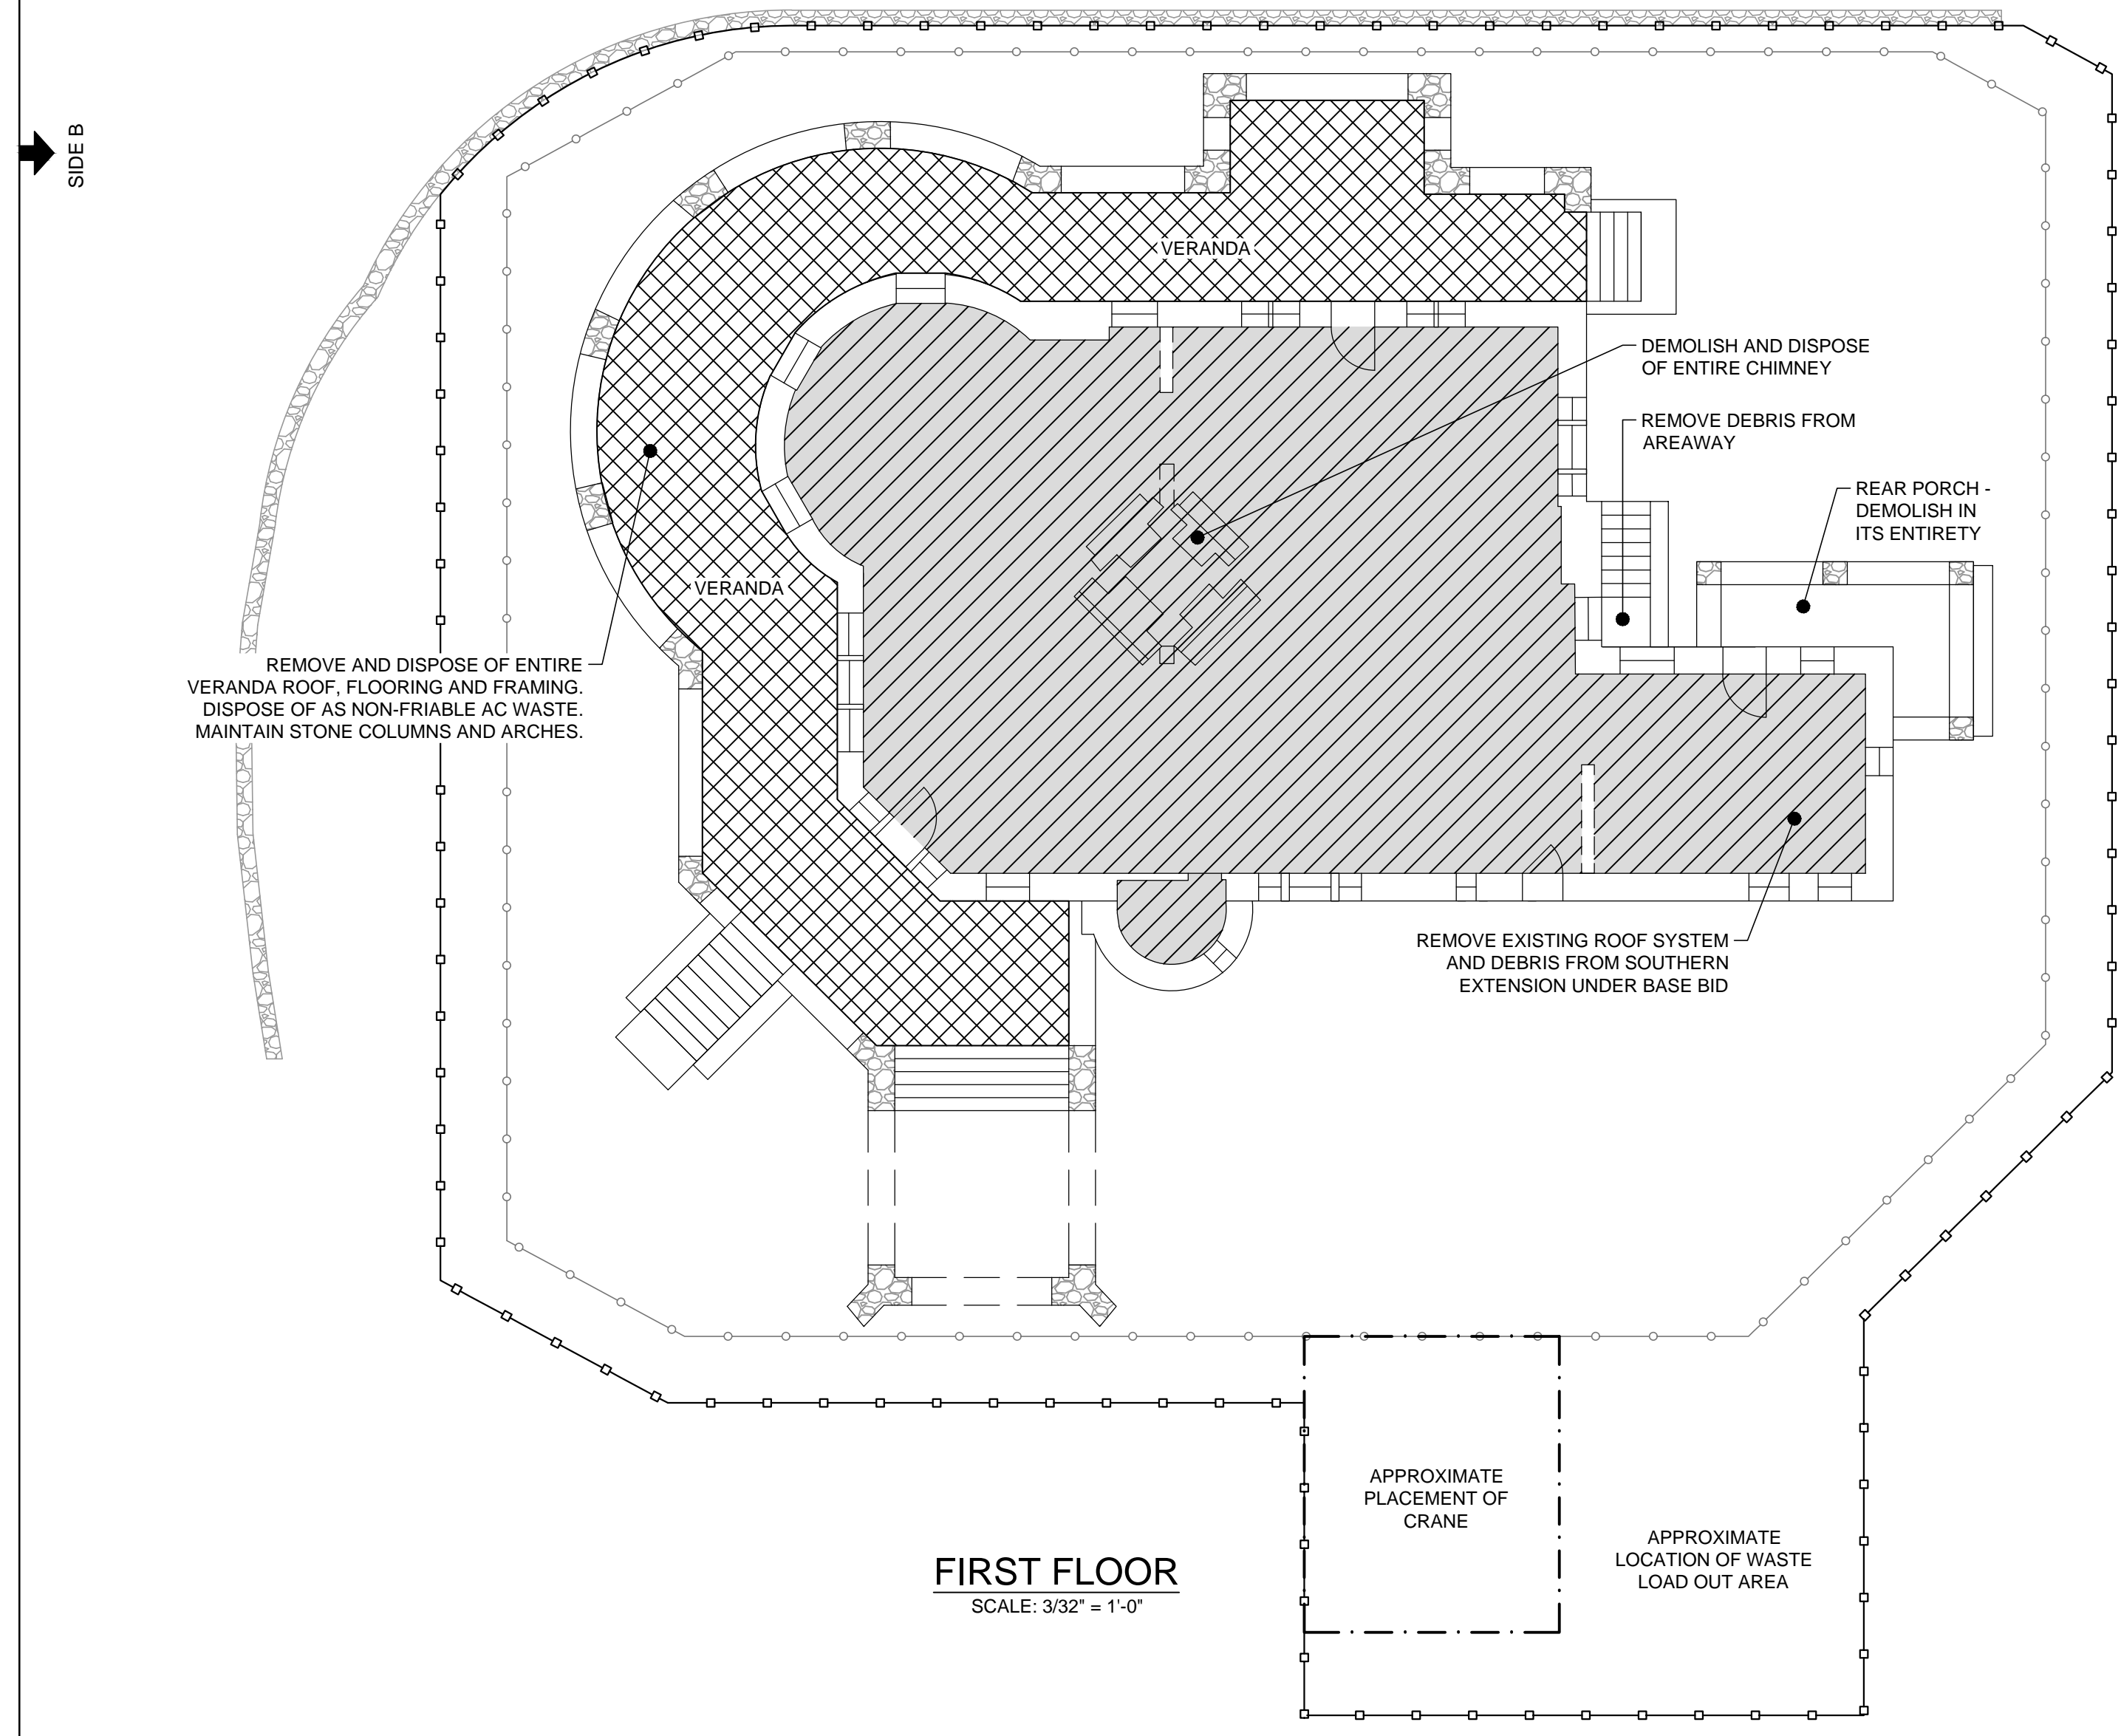 SIDE B
VERANDA
DEMOLISH AND DISPOSE
OF ENTIRE CHIMNEY
REMOVE DEBRIS FROM
AREAWAY
REAR PORCH -
DEMOLISH IN
ITS ENTIRETY
VERANDA
REMOVE AND DISPOSE OF ENTIRE
VERANDA ROOF, FLOORING AND FRAMING.
DISPOSE OF AS NON-FRIABLE AC WASTE.
MAINTAIN STONE COLUMNS AND ARCHES.
REMOVE EXISTING ROOF SYSTEM
AND DEBRIS FROM SOUTHERN
EXTENSION UNDER BASE BID
APPROXIMATE
PLACEMENT OF
CRANE
APPROXIMATE
LOCATION OF WASTE
LOAD OUT AREA
FIRST FLOOR
SCALE: 3/32" = 1'-0"